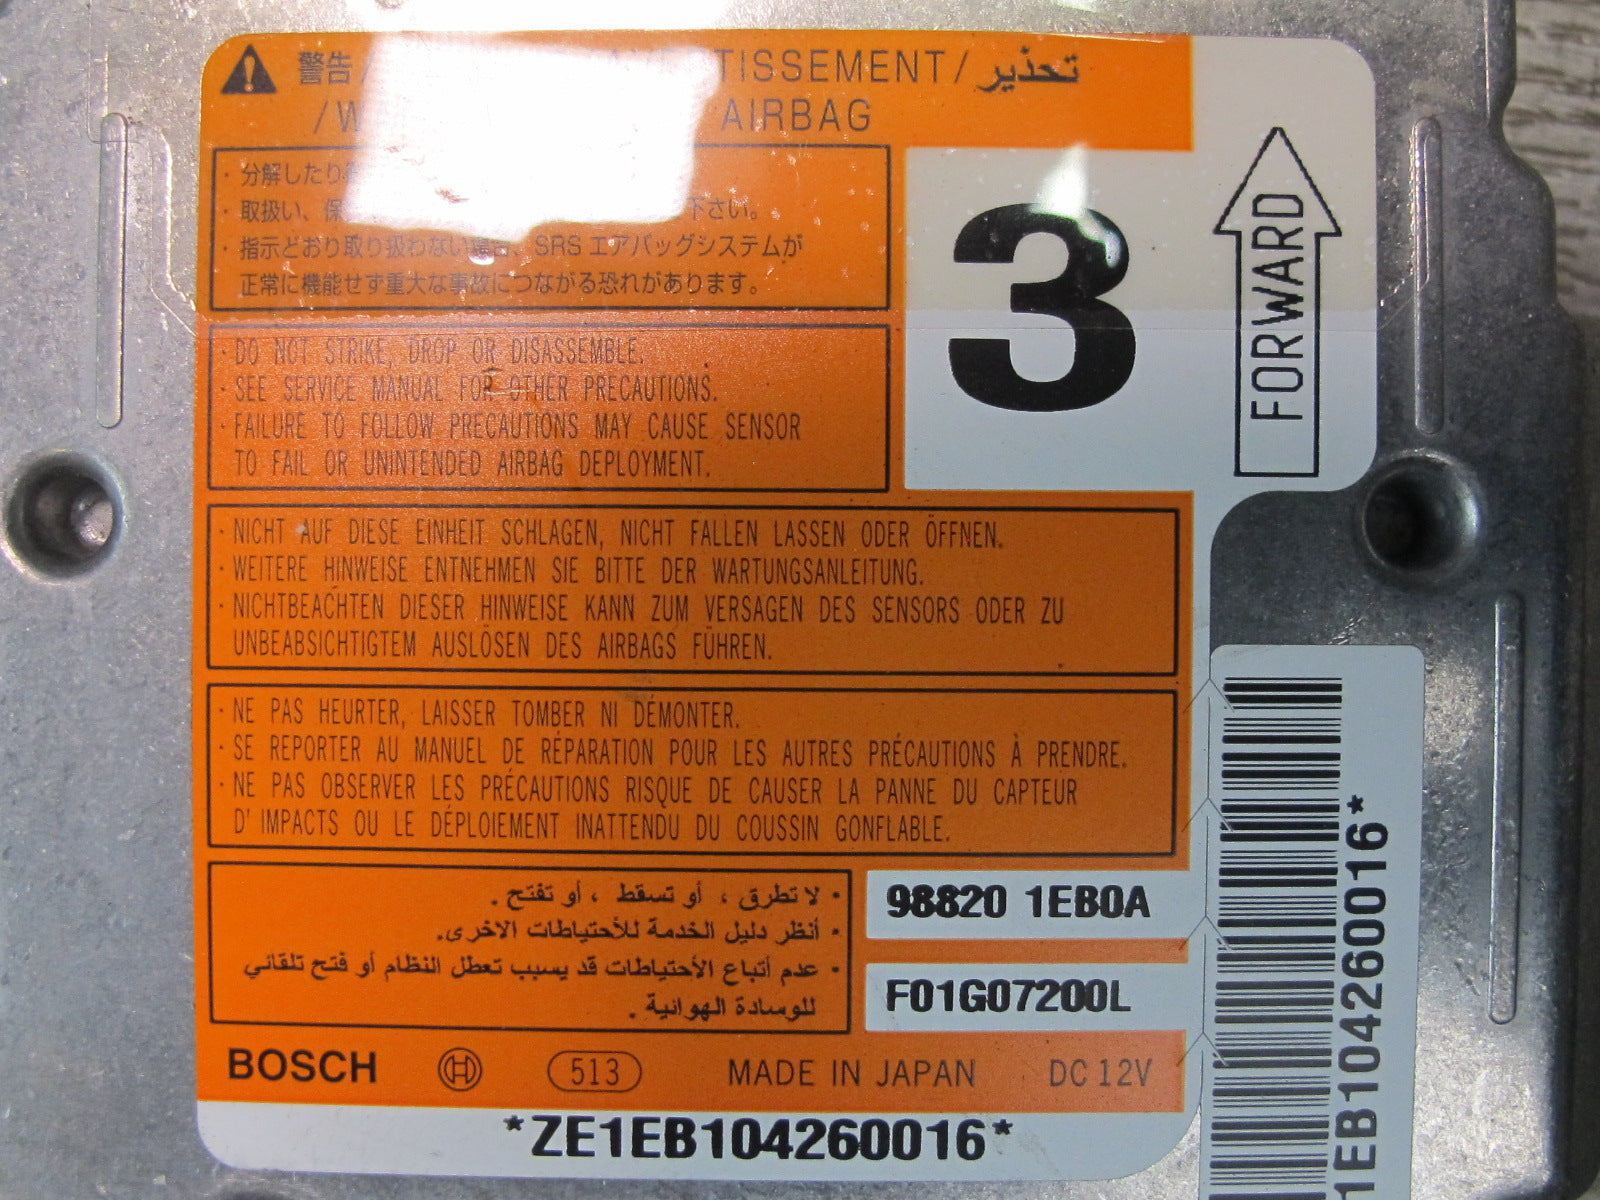 警告/ TISSEMENT/تحذير
/W AIRBAG
・分解したり
・取扱い、保 下さい。
・指示どおり取り扱わない場合、SRSエアバッグシステムが
正常に機能せず重大な事故につながる恐れがあります。
3
FORWARD
・DO NOT STRIKE, DROP OR DISASSEMBLE.
・SEE SERVICE MANUAL FOR OTHER PRECAUTIONS.
・FAILURE TO FOLLOW PRECAUTIONS MAY CAUSE SENSOR
TO FAIL OR UNINTENDED AIRBAG DEPLOYMENT.
・NICHT AUF DIESE EINHEIT SCHLAGEN, NICHT FALLEN LASSEN ODER ÖFFNEN.
・WEITERE HINWEISE ENTNEHMEN SIE BITTE DER WARTUNGSANLEITUNG.
・NICHTBEACHTEN DIESER HINWEISE KANN ZUM VERSAGEN DES SENSORS ODER ZU
UNBEABSICHTIGTEM AUSLÖSEN DES AIRBAGS FÜHREN.
・NE PAS HEURTER, LAISSER TOMBER NI DÉMONTER.
・SE REPORTER AU MANUEL DE RÉPARATION POUR LES AUTRES PRÉCAUTIONS À PRENDRE.
・NE PAS OBSERVER LES PRÉCAUTIONS RISQUE DE CAUSER LA PANNE DU CAPTEUR
D'IMPACTS OU LE DÉPLOIEMENT INATTENDU DU COUSSIN GONFLABLE.
・لا تطرق ، أو تسقط ، أو تفتح .
・أنظر دليل الخدمة للأحتياطات الاخرى.
・عدم أتباع الأحتياطات قد يسبب تعطل النظام أو فتح تلقائي
للوسادة الهوائية .
98820 1EB0A
F01G07200L
BOSCH 513 MADE IN JAPAN DC 12V
*ZE1EB104260016*
1EB104260016*